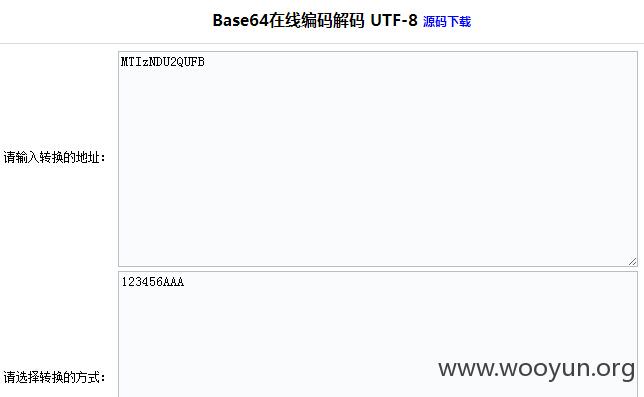 Base64在线编码解码 UTF-8 源码下载
MTIzNDU2QUFB
请输入转换的地址：
123456AAA
www.wooyun.org
请选择转换的方式：